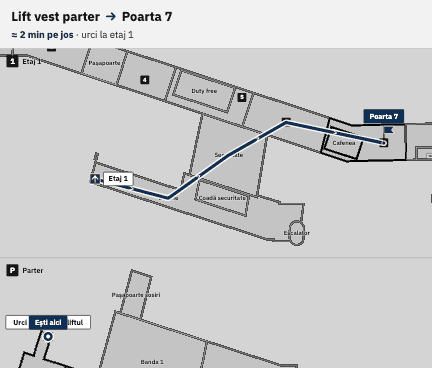 Lift vest parter → Poarta 7
≈ 2 min pe jos · urci la etaj 1
1 Etaj 1
Pașapoarte
4
Duty free
5
Poarta 7
Cafenea
Etaj 1
Coadă securitate
Escalator
P Parter
Pașapoarte sosiri
Urci
Ești aici
liftul
Banda 1